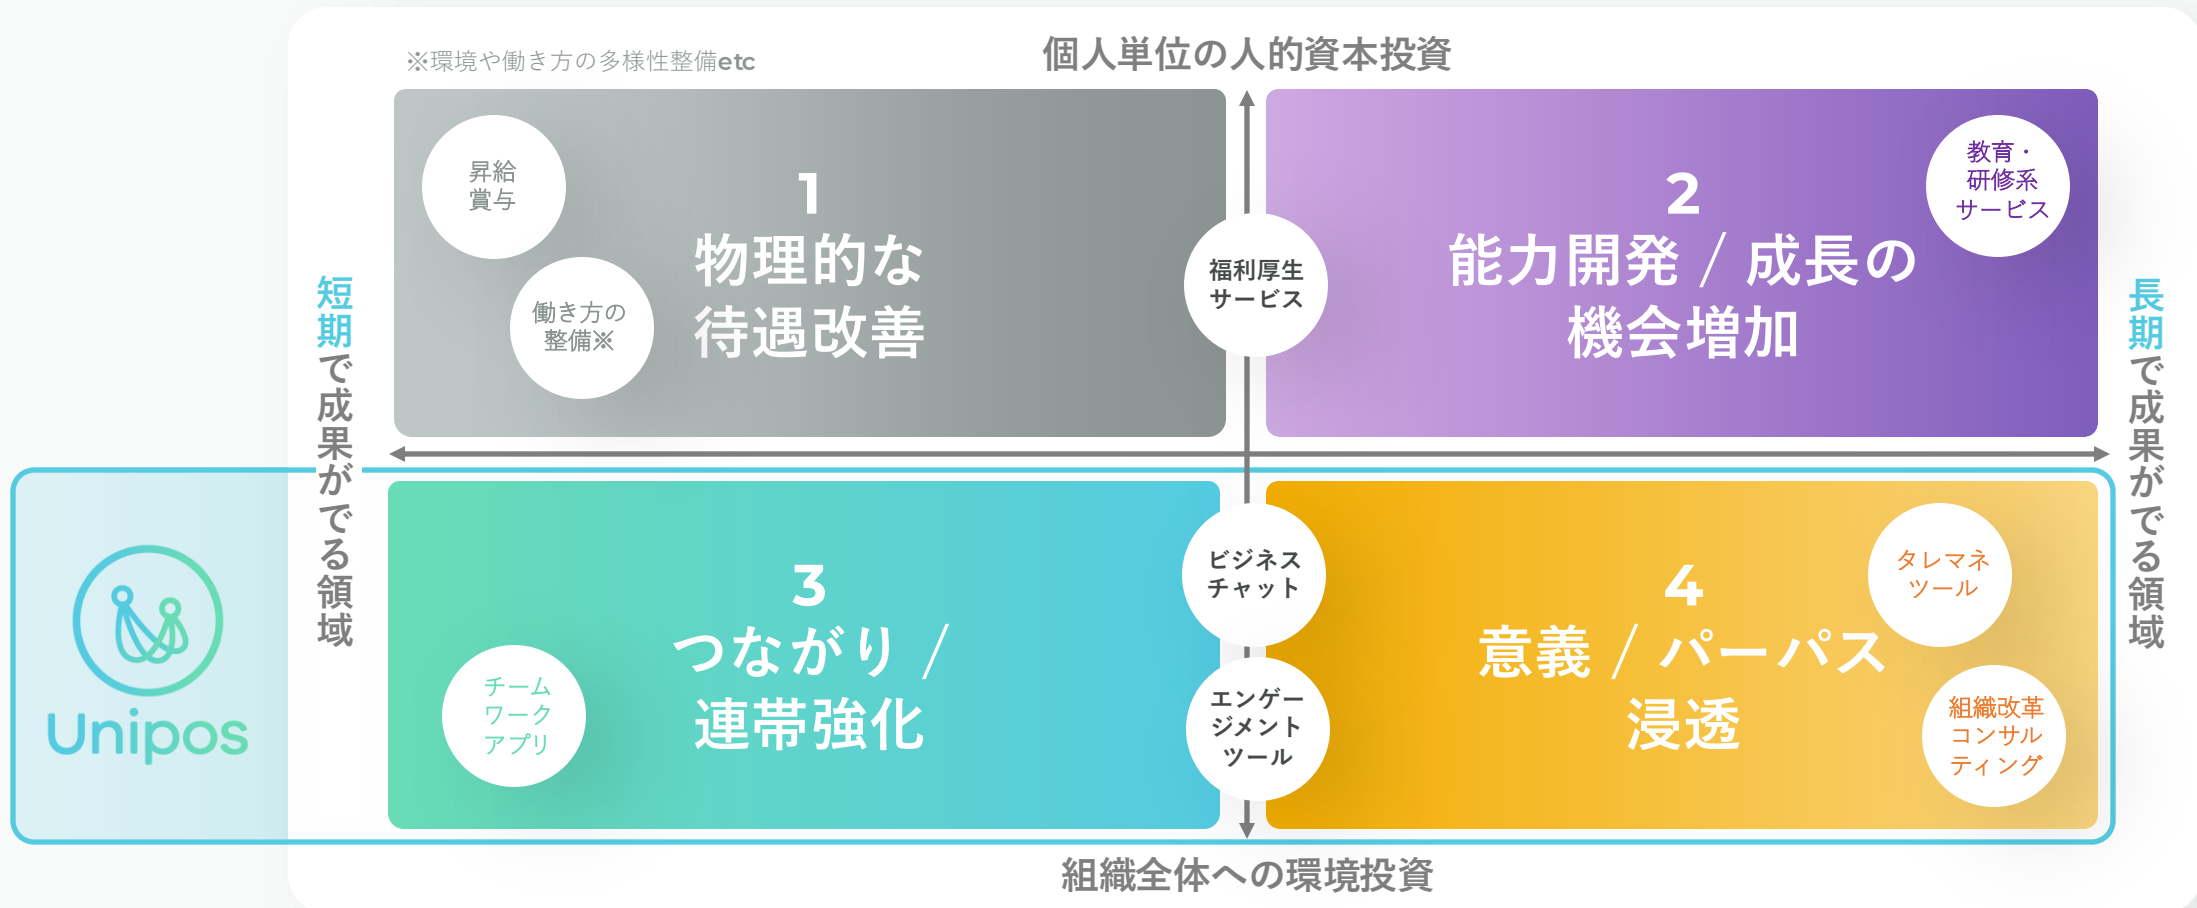 ※環境や働き方の多様性整備etc
個人単位の人的資本投資
昇給
賞与
働き方の
整備※
1
物理的な
待遇改善
福利厚生
サービス
2
能力開発 / 成長の
機会増加
教育・
研修系
サービス
短期で成果がでる領域
長期で成果がでる領域
Unipos
3
つながり /
連帯強化
チーム
ワーク
アプリ
ビジネス
チャット
エンゲー
ジメント
ツール
4
意義 / パーパス
浸透
タレマネ
ツール
組織改革
コンサル
ティング
組織全体への環境投資